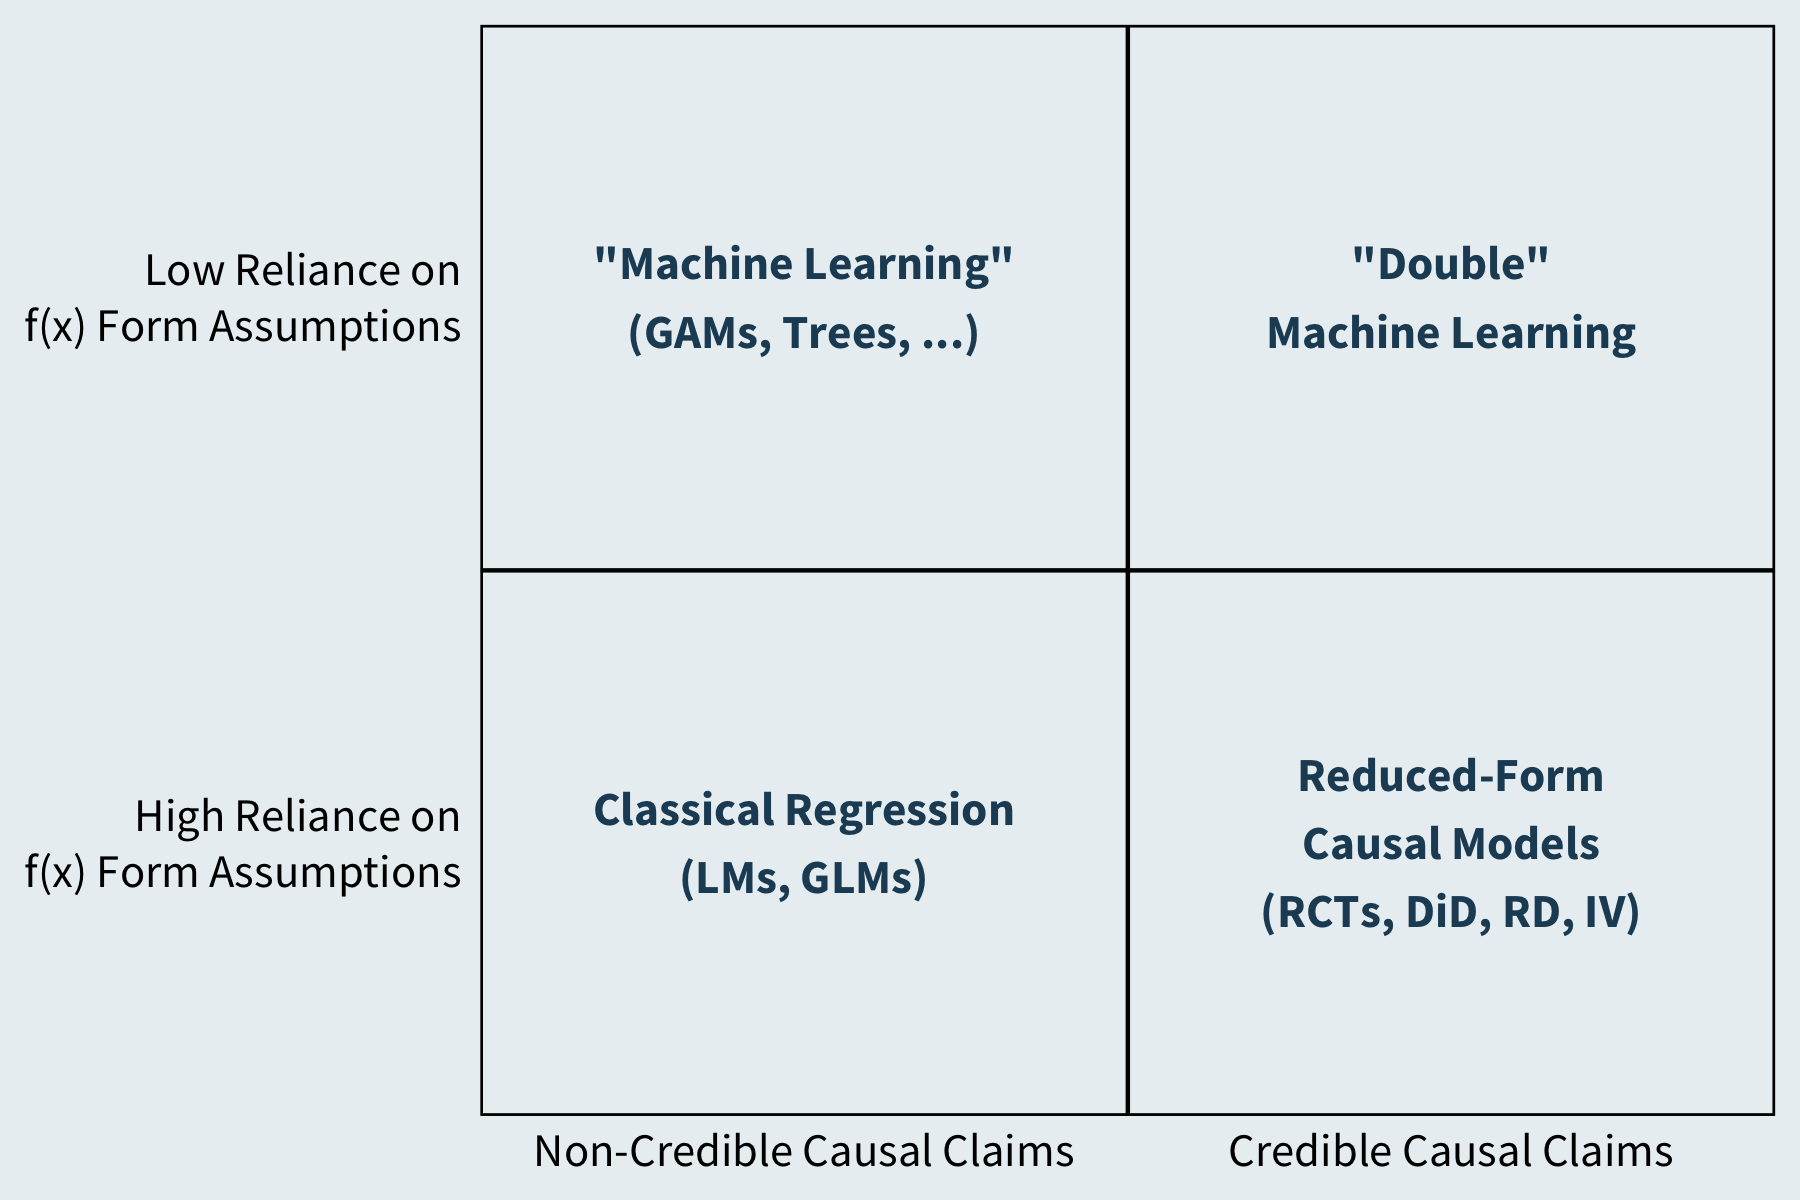 Low Reliance on
f(x) Form Assumptions
"Machine Learning"
(GAMs, Trees, ...)
"Double"
Machine Learning
High Reliance on
f(x) Form Assumptions
Classical Regression
(LMs, GLMs)
Reduced-Form
Causal Models
(RCTs, DiD, RD, IV)
Non-Credible Causal Claims
Credible Causal Claims